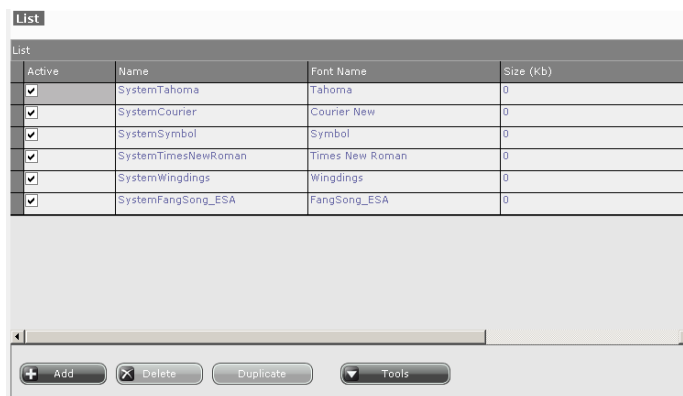 List
List
Active Name Font Name Size (Kb)
SystemTahoma Tahoma 0
SystemCourier Courier New 0
SystemSymbol Symbol 0
SystemTimesNewRoman Times New Roman 0
SystemWingdings Wingdings 0
SystemFangSong_ESA FangSong_ESA 0
Add Delete Duplicate Tools